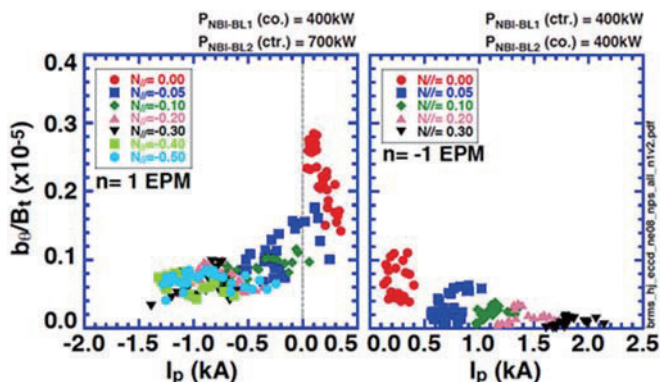 P_NBI-BL1 (co.) = 400kW
P_NBI-BL2 (ctr.) = 700kW
P_NBI-BL1 (ctr.) = 400kW
P_NBI-BL2 (co.) = 400kW
0.4
0.3
0.2
0.1
0.0
b_θ/B_t (x10^-5)
N_//= 0.00
N_//=-0.05
N_//=-0.10
N_//=-0.20
N_//=-0.30
N_//=-0.40
N_//=-0.50
n= 1 EPM
-2.0 -1.5 -1.0 -0.5 0.0
I_p (kA)
N//= 0.00
N//= 0.05
N//= 0.10
N//= 0.20
N//= 0.30
n= -1 EPM
0.0 0.5 1.0 1.5 2.0 2.5
I_p (kA)
brms_hj_eccd_ne08_nps_all_n1v2.pdf